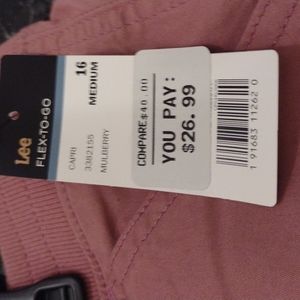 Lee
FLEX-TO-GO
16
MEDIUM
CAPRI
3382155
MULBERRY
COMPARE $40.00
YOU PAY:
$26.99
1 91683 11262 0